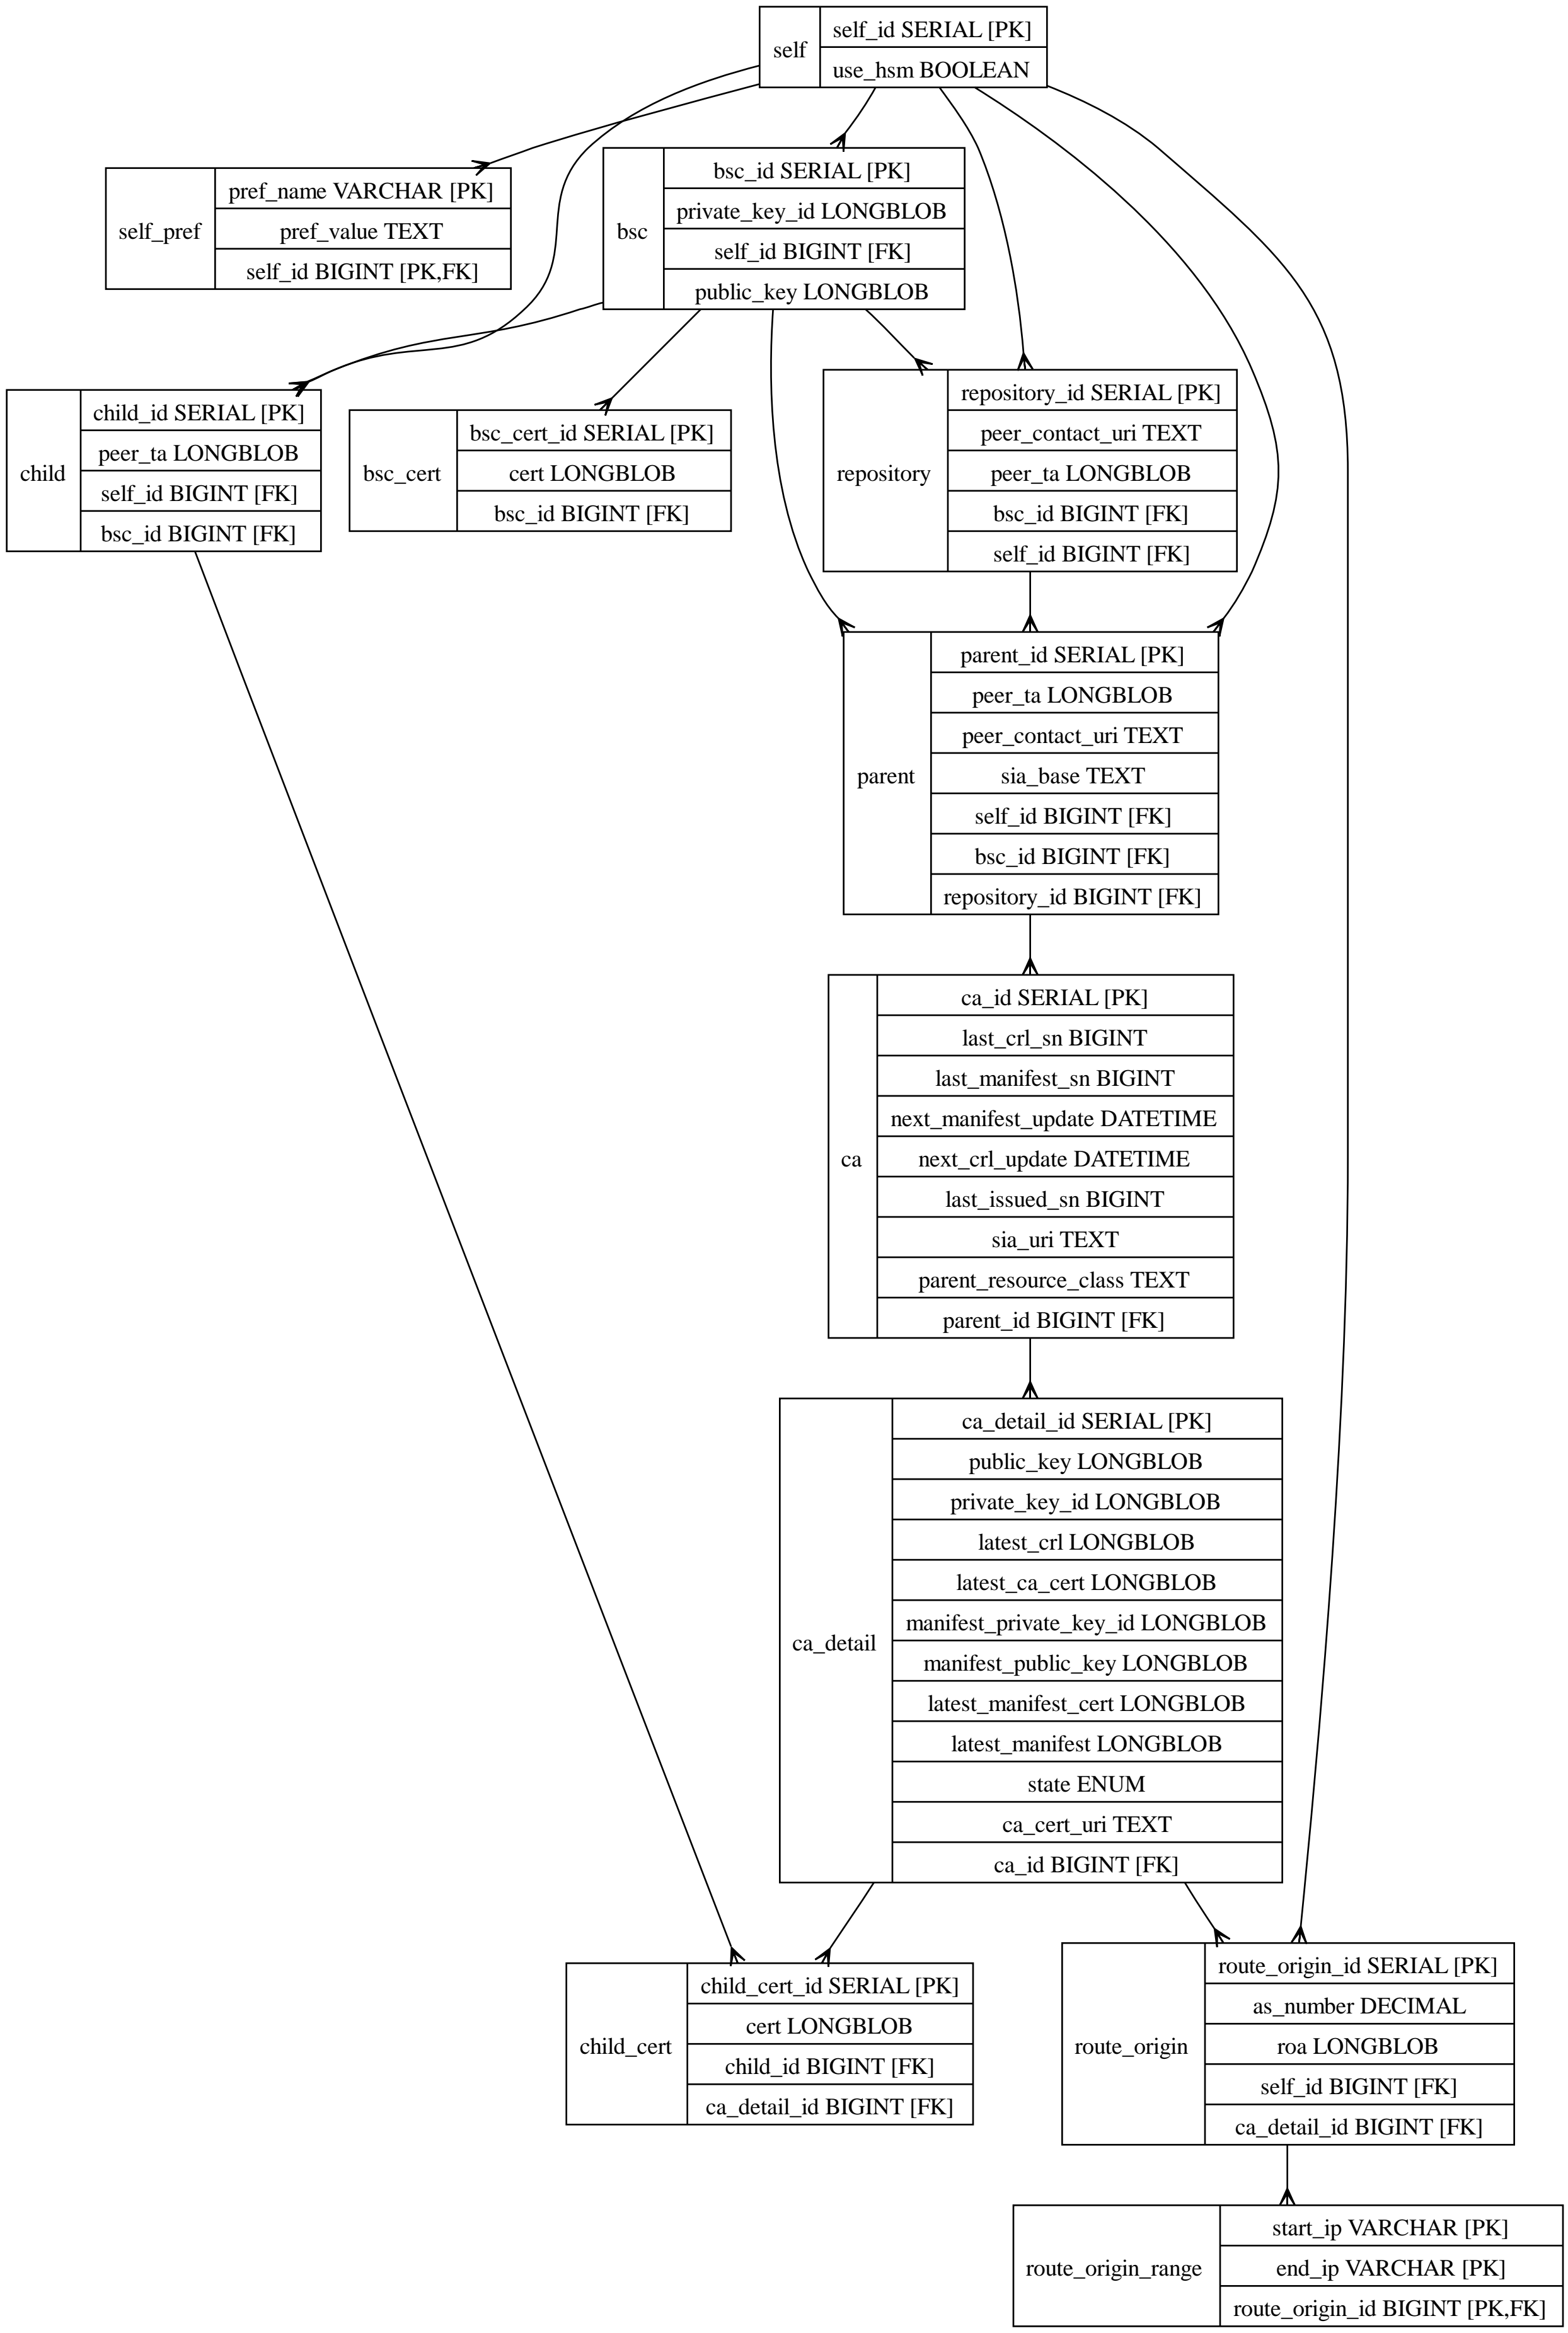 self
self_id SERIAL [PK]
use_hsm BOOLEAN
self_pref
pref_name VARCHAR [PK]
pref_value TEXT
self_id BIGINT [PK,FK]
bsc
bsc_id SERIAL [PK]
private_key_id LONGBLOB
self_id BIGINT [FK]
public_key LONGBLOB
child
child_id SERIAL [PK]
peer_ta LONGBLOB
self_id BIGINT [FK]
bsc_id BIGINT [FK]
bsc_cert
bsc_cert_id SERIAL [PK]
cert LONGBLOB
bsc_id BIGINT [FK]
repository
repository_id SERIAL [PK]
peer_contact_uri TEXT
peer_ta LONGBLOB
bsc_id BIGINT [FK]
self_id BIGINT [FK]
parent
parent_id SERIAL [PK]
peer_ta LONGBLOB
peer_contact_uri TEXT
sia_base TEXT
self_id BIGINT [FK]
bsc_id BIGINT [FK]
repository_id BIGINT [FK]
ca
ca_id SERIAL [PK]
last_crl_sn BIGINT
last_manifest_sn BIGINT
next_manifest_update DATETIME
next_crl_update DATETIME
last_issued_sn BIGINT
sia_uri TEXT
parent_resource_class TEXT
parent_id BIGINT [FK]
ca_detail
ca_detail_id SERIAL [PK]
public_key LONGBLOB
private_key_id LONGBLOB
latest_crl LONGBLOB
latest_ca_cert LONGBLOB
manifest_private_key_id LONGBLOB
manifest_public_key LONGBLOB
latest_manifest_cert LONGBLOB
latest_manifest LONGBLOB
state ENUM
ca_cert_uri TEXT
ca_id BIGINT [FK]
child_cert
child_cert_id SERIAL [PK]
cert LONGBLOB
child_id BIGINT [FK]
ca_detail_id BIGINT [FK]
route_origin
route_origin_id SERIAL [PK]
as_number DECIMAL
roa LONGBLOB
self_id BIGINT [FK]
ca_detail_id BIGINT [FK]
route_origin_range
start_ip VARCHAR [PK]
end_ip VARCHAR [PK]
route_origin_id BIGINT [PK,FK]